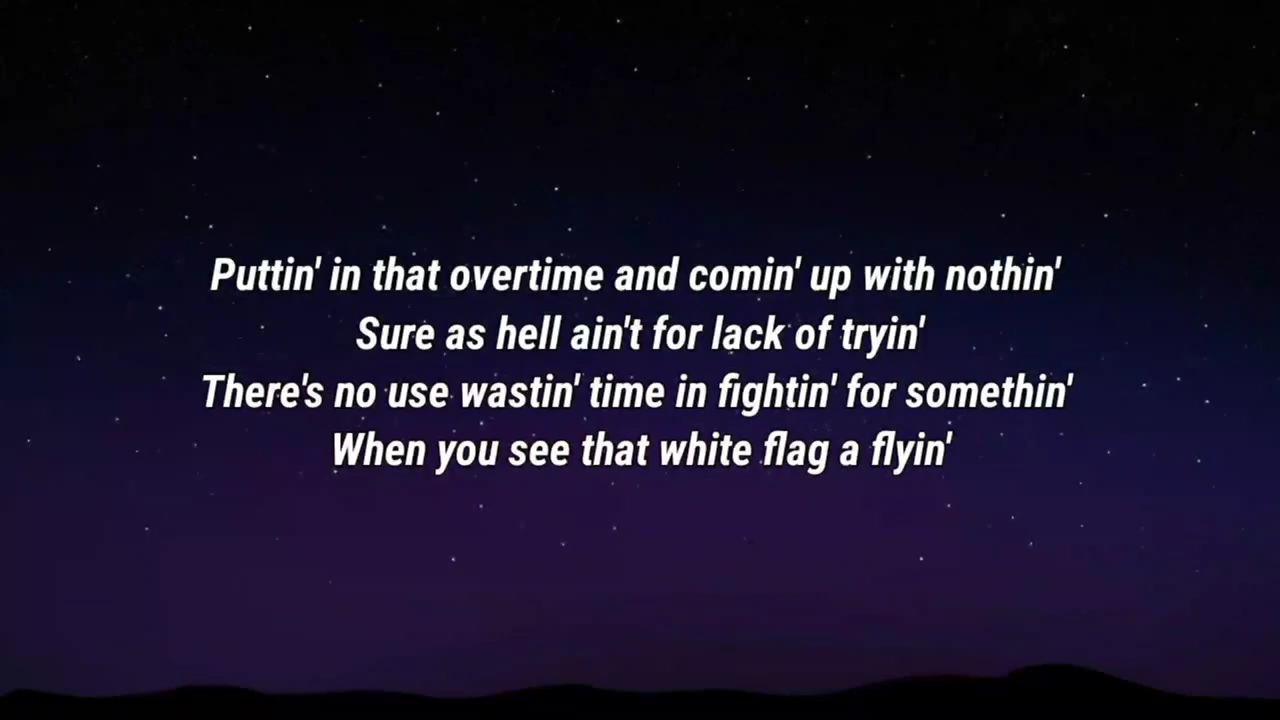 Puttin' in that overtime and comin' up with nothin'
Sure as hell ain't for lack of tryin'
There's no use wastin' time in fightin' for somethin'
When you see that white flag a flyin'